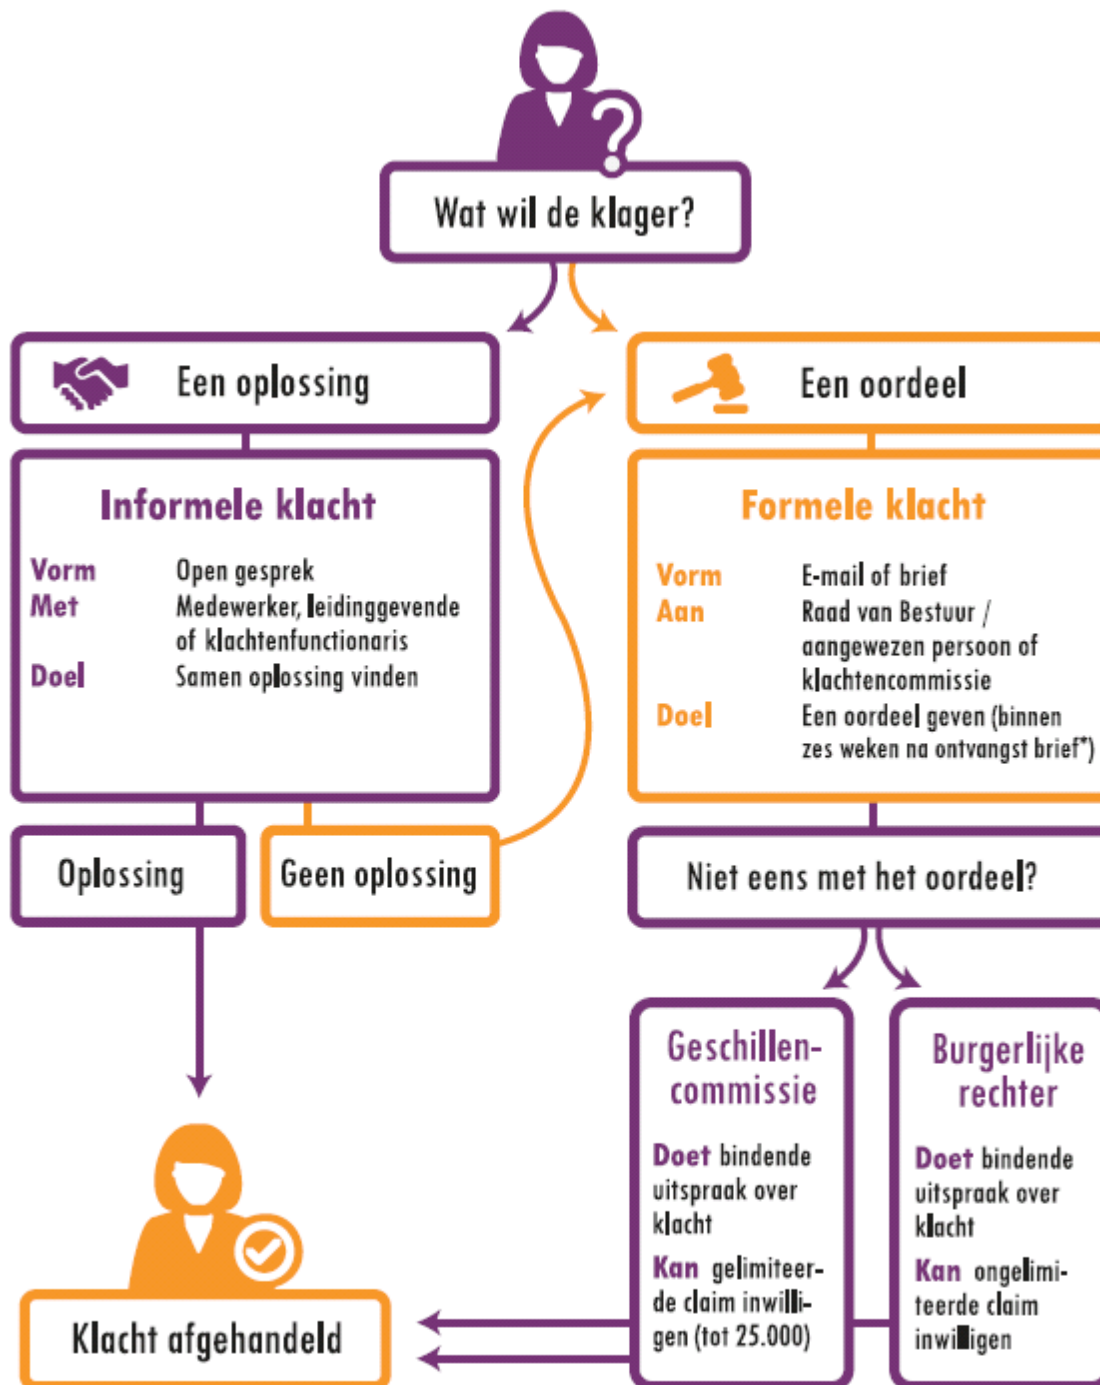 Wat wil de klager?
Een oplossing
Informele klacht
Vorm Open gesprek
Met Medewerker, leidinggevende
of klachtenfunctionaris
Doel Samen oplossing vinden
Oplossing
Geen oplossing
Een oordeel
Formele klacht
Vorm E-mail of brief
Aan Raad van Bestuur /
aangewezen persoon of
klachtencommissie
Doel Een oordeel geven (binnen
zes weken na ontvangst brief*)
Niet eens met het oordeel?
Geschillen-
commissie
Doet bindende
uitspraak over
klacht
Kan gelimiteer-
de claim inwilli-
gen (tot 25.000)
Burgerlijke
rechter
Doet bindende
uitspraak over
klacht
Kan ongelimi-
teerde claim
inwilligen
Klacht afgehandeld